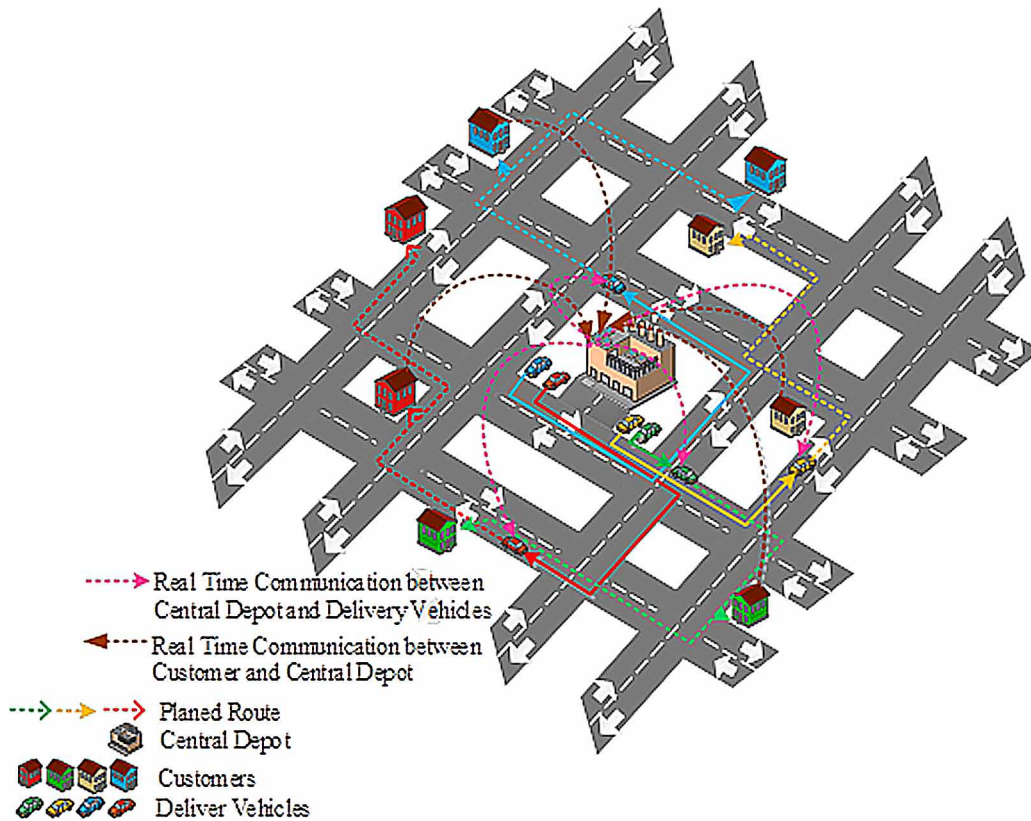 Real Time Communication between
Central Depot and Delivery Vehicles
Real Time Communication between
Customer and Central Depot
Planed Route
Central Depot
Customers
Deliver Vehicles